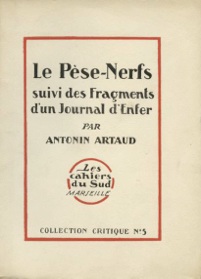 Le Pèse-Nerfs
suivi des Fragments
d'un Journal d'Enfer
PAR
ANTONIN ARTAUD
Les
cahiers
du Sud
MARSEILLE
COLLECTION CRITIQUE N°5